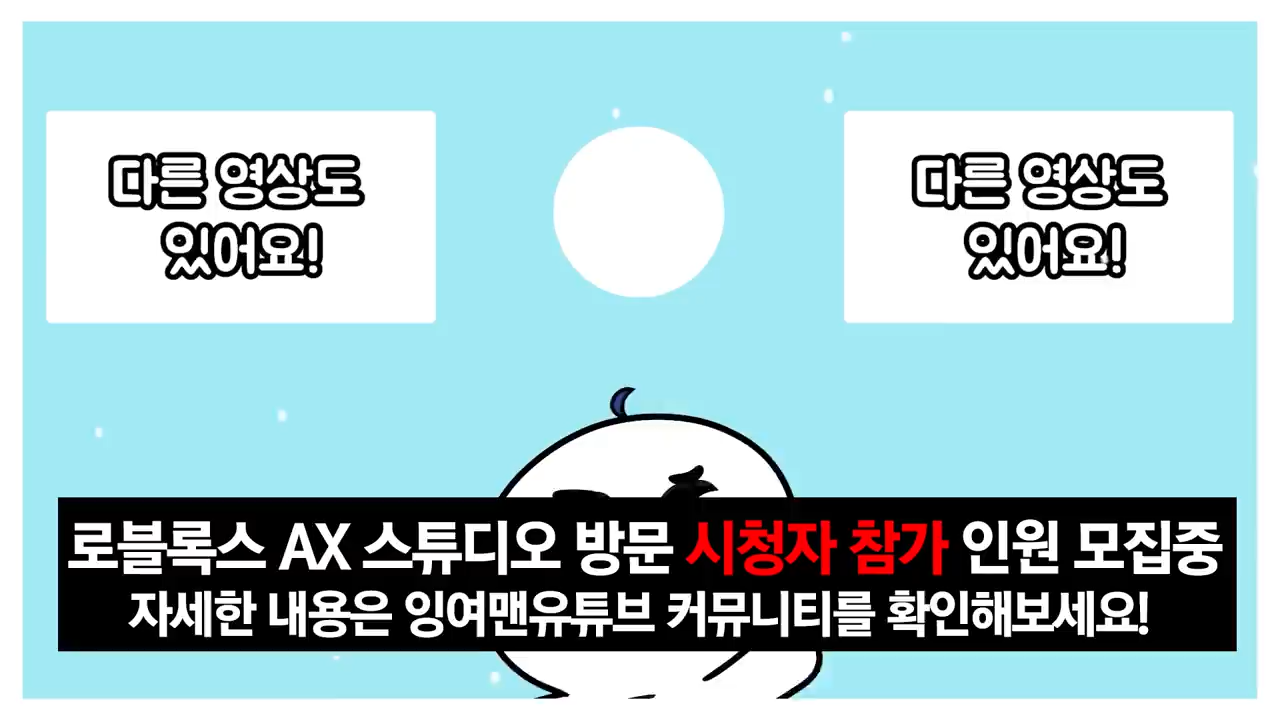 다른 영상도
있어요!
다른 영상도
있어요!
로블록스 AX 스튜디오 방문 시청자 참가 인원 모집중
자세한 내용은 잉여맨유튜브 커뮤니티를 확인해보세요!